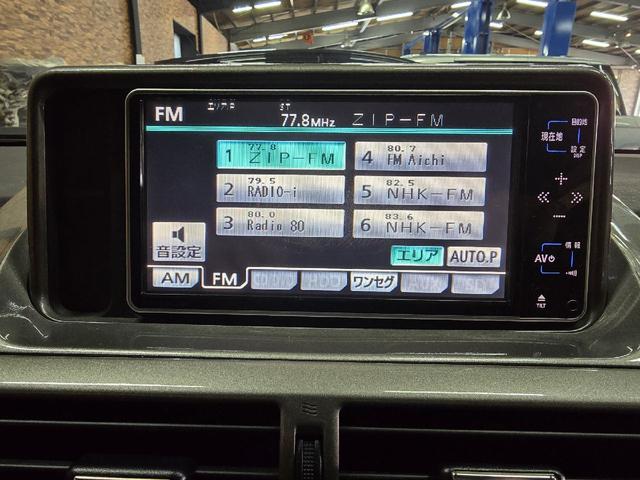 FM
エリアP
ST
77.8MHz ZIP-FM
77.8
1 ZIP-FM
80.7
4 FM Aichi
79.5
2 RADIO-i
82.5
5 NHK-FM
80.0
3 Radio 80
83.6
6 NHK-FM
音設定
エリア
AUTO.P
AM
FM
ワンセグ
目的地
現在地
設定
DISP
情報
AV
TILT